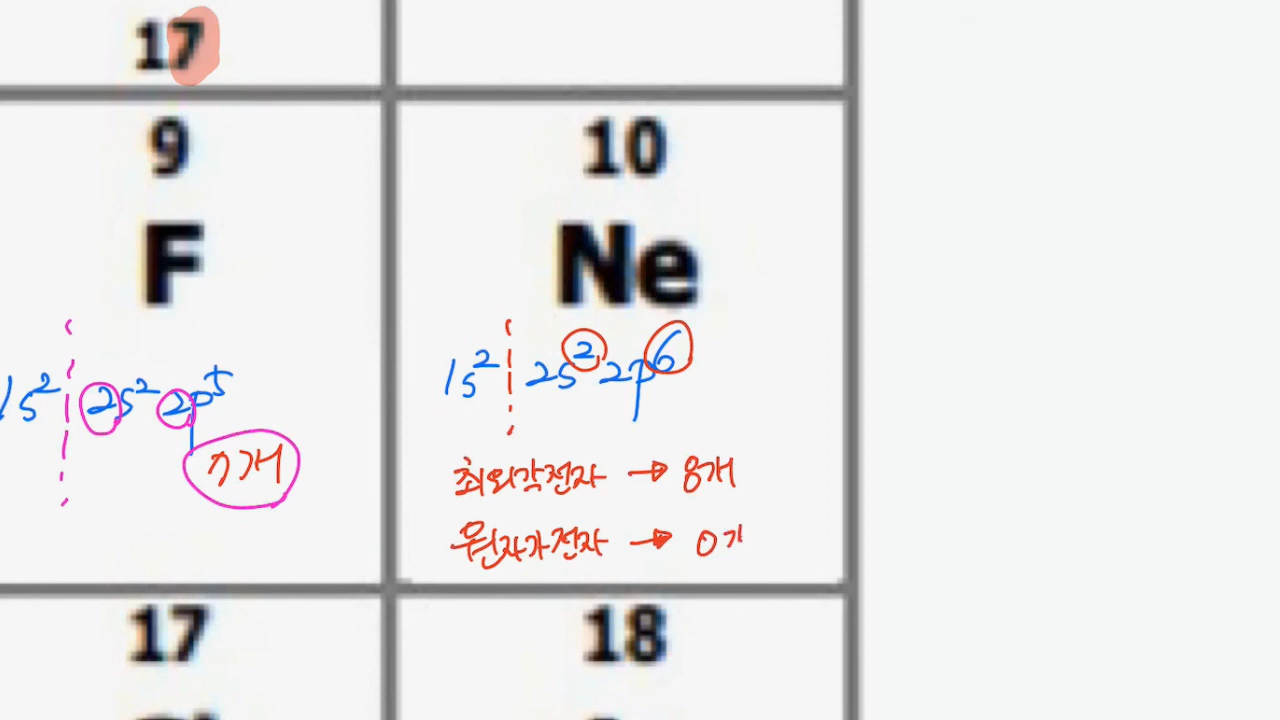 17
9
10
F
Ne
1s² 2s² 2p⁵
1s² 2s² 2p⁶
7개
최외각전자 → 8개
원자가전자 → 0기
17
18